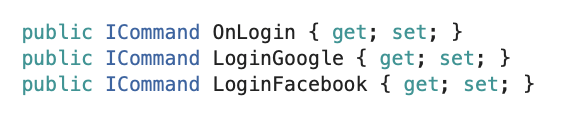 public ICommand OnLogin { get; set; }
public ICommand LoginGoogle { get; set; }
public ICommand LoginFacebook { get; set; }